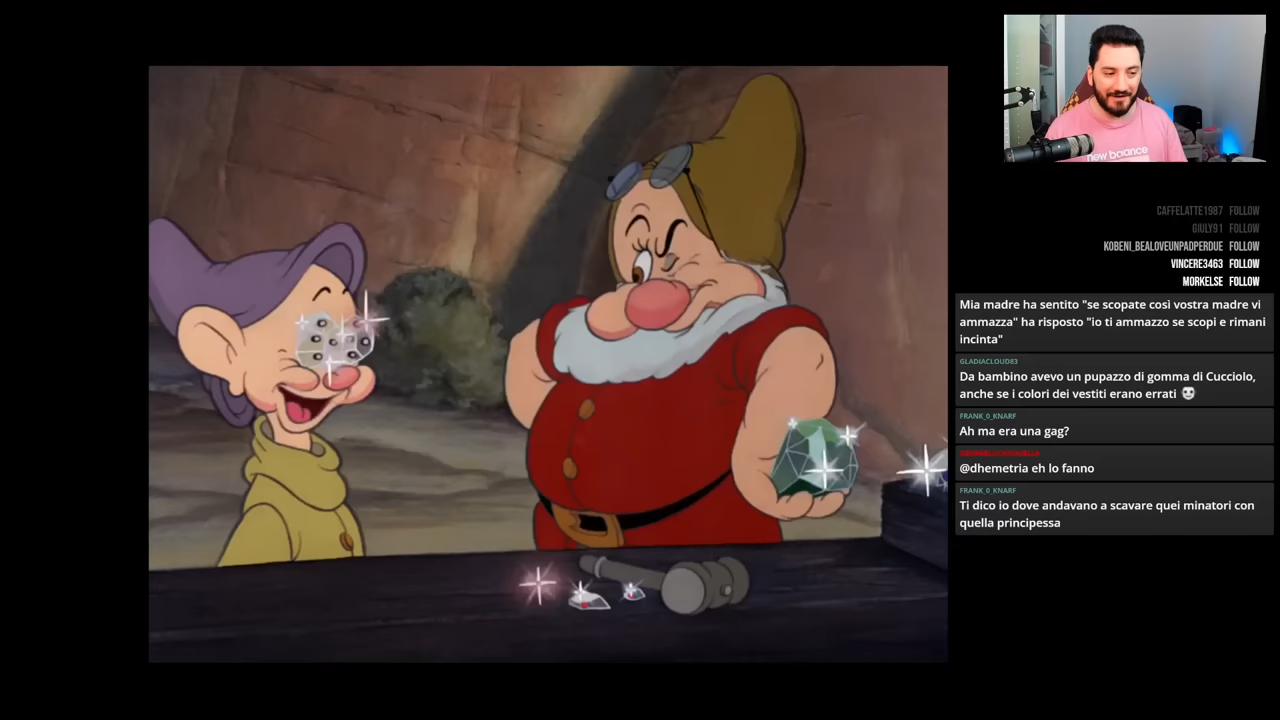 new balance
CAFFELATTE1987 FOLLOW
GIULY91 FOLLOW
KOBENI_BEALOVEUNPADPERDUE FOLLOW
VINCERE3463 FOLLOW
MORKELSE FOLLOW
Mia madre ha sentito "se scopate così vostra madre vi
ammazza" ha risposto "io ti ammazzo se scopi e rimani
incinta"
GLADIACLOUD83
Da bambino avevo un pupazzo di gomma di Cucciolo,
anche se i colori dei vestiti erano errati
FRANK_0_KNARF
Ah ma era una gag?
@dhemetria eh lo fanno
FRANK_0_KNARF
Ti dico io dove andavano a scavare quei minatori con
quella principessa